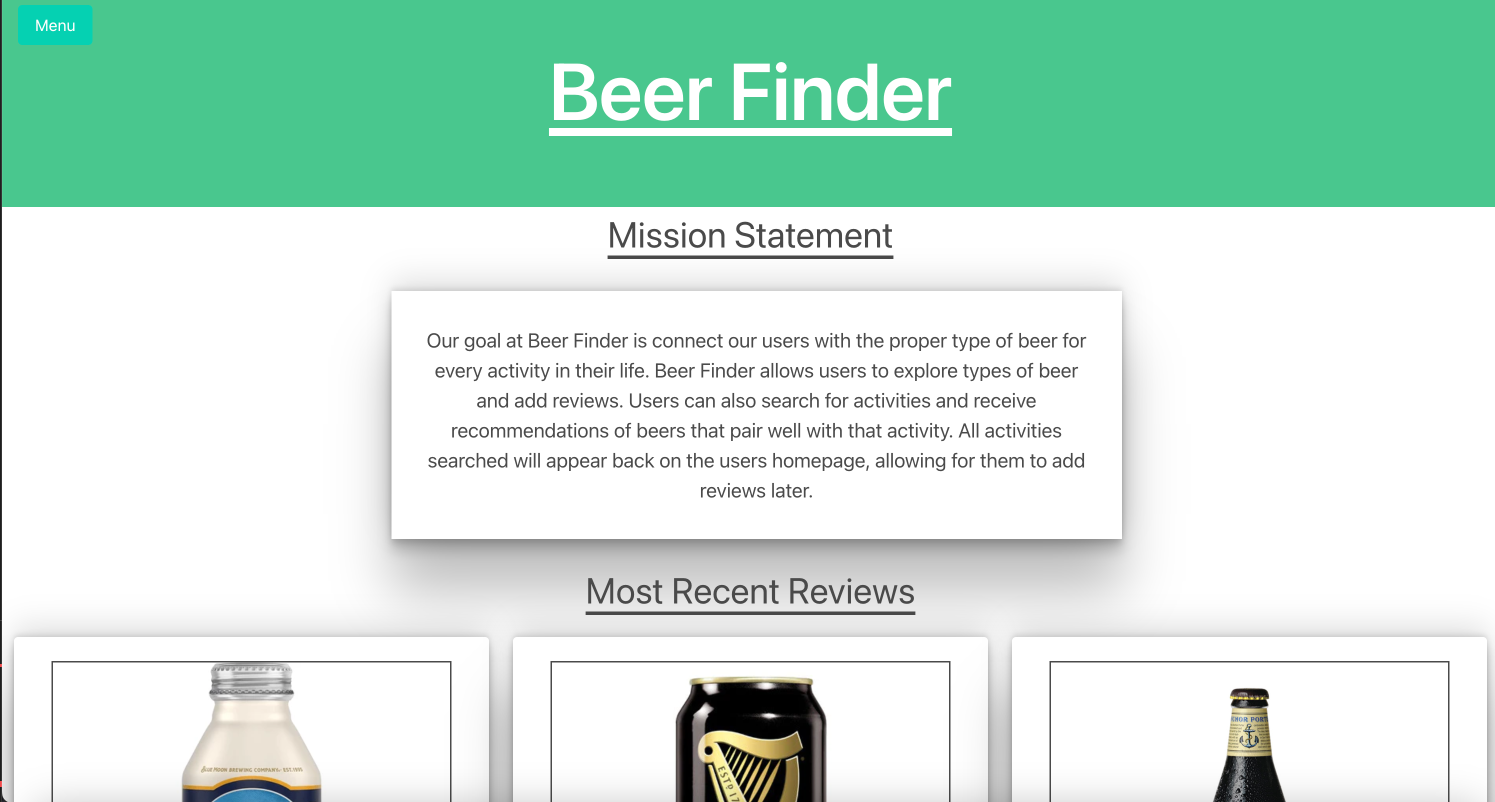 Menu
Beer Finder
Mission Statement
Our goal at Beer Finder is connect our users with the proper type of beer for
every activity in their life. Beer Finder allows users to explore types of beer
and add reviews. Users can also search for activities and receive
recommendations of beers that pair well with that activity. All activities
searched will appear back on the users homepage, allowing for them to add
reviews later.
Most Recent Reviews
BLUE MOON BREWING COMPANY EST. 1995
ESTD 17